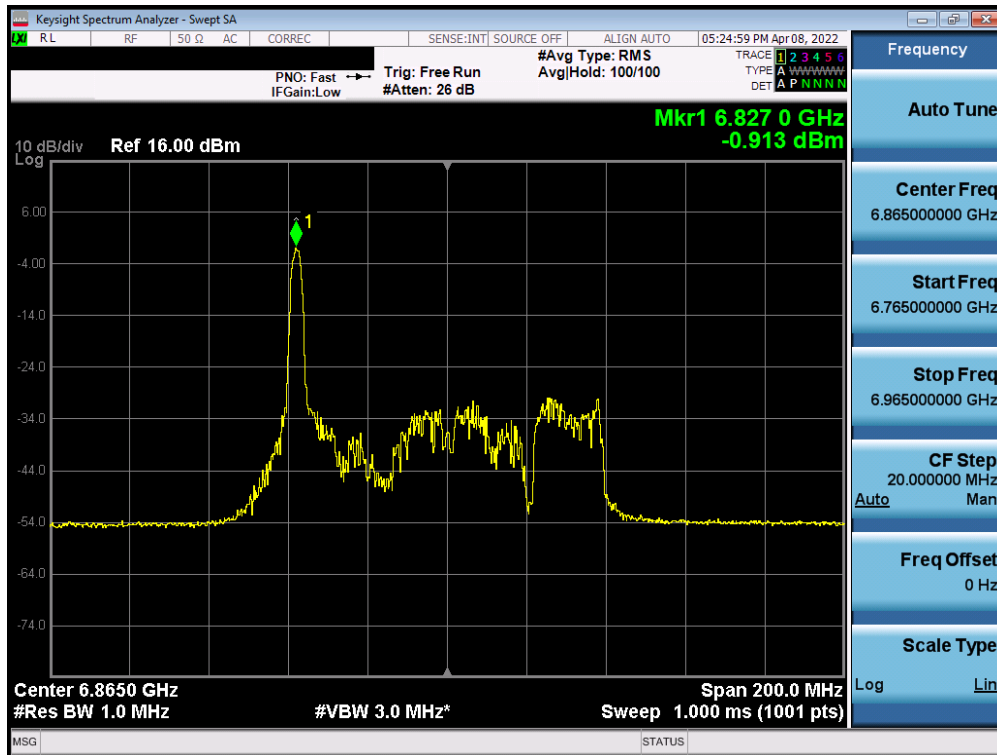 Keysight Spectrum Analyzer - Swept SA
LXI RL RF 50 Ω AC CORREC SENSE:INT SOURCE OFF ALIGN AUTO 05:24:59 PM Apr 08, 2022
Frequency
#Avg Type: RMS
TRACE 1 2 3 4 5 6
PNO: Fast Trig: Free Run Avg|Hold: 100/100
TYPE A WWWWW
IFGain:Low #Atten: 26 dB
DET A P N N N N
Mkr1 6.827 0 GHz
-0.913 dBm
10 dB/div Ref 16.00 dBm
Log
1
6.00
-4.00
-14.0
-24.0
-34.0
-44.0
-54.0
-64.0
-74.0
Center 6.8650 GHz Span 200.0 MHz
#Res BW 1.0 MHz #VBW 3.0 MHz* Sweep 1.000 ms (1001 pts)
MSG STATUS
Auto Tune
Center Freq
6.865000000 GHz
Start Freq
6.765000000 GHz
Stop Freq
6.965000000 GHz
CF Step
20.000000 MHz
Auto Man
Freq Offset
0 Hz
Scale Type
Log Lin